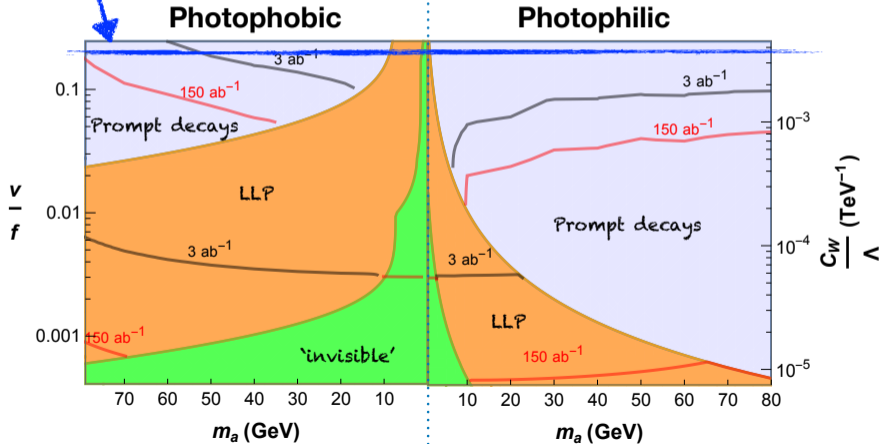 Photophobic
Photophilic
3 ab⁻¹
3 ab⁻¹
0.1
150 ab⁻¹
150 ab⁻¹
10⁻³
Prompt decays
LLP
v
f
0.01
Prompt decays
C_W
Λ
(TeV⁻¹)
3 ab⁻¹
3 ab⁻¹
10⁻⁴
LLP
0.001
150 ab⁻¹
'invisible'
150 ab⁻¹
10⁻⁵
70 60 50 40 30 20 10 10 20 30 40 50 60 70 80
m_a (GeV)
m_a (GeV)